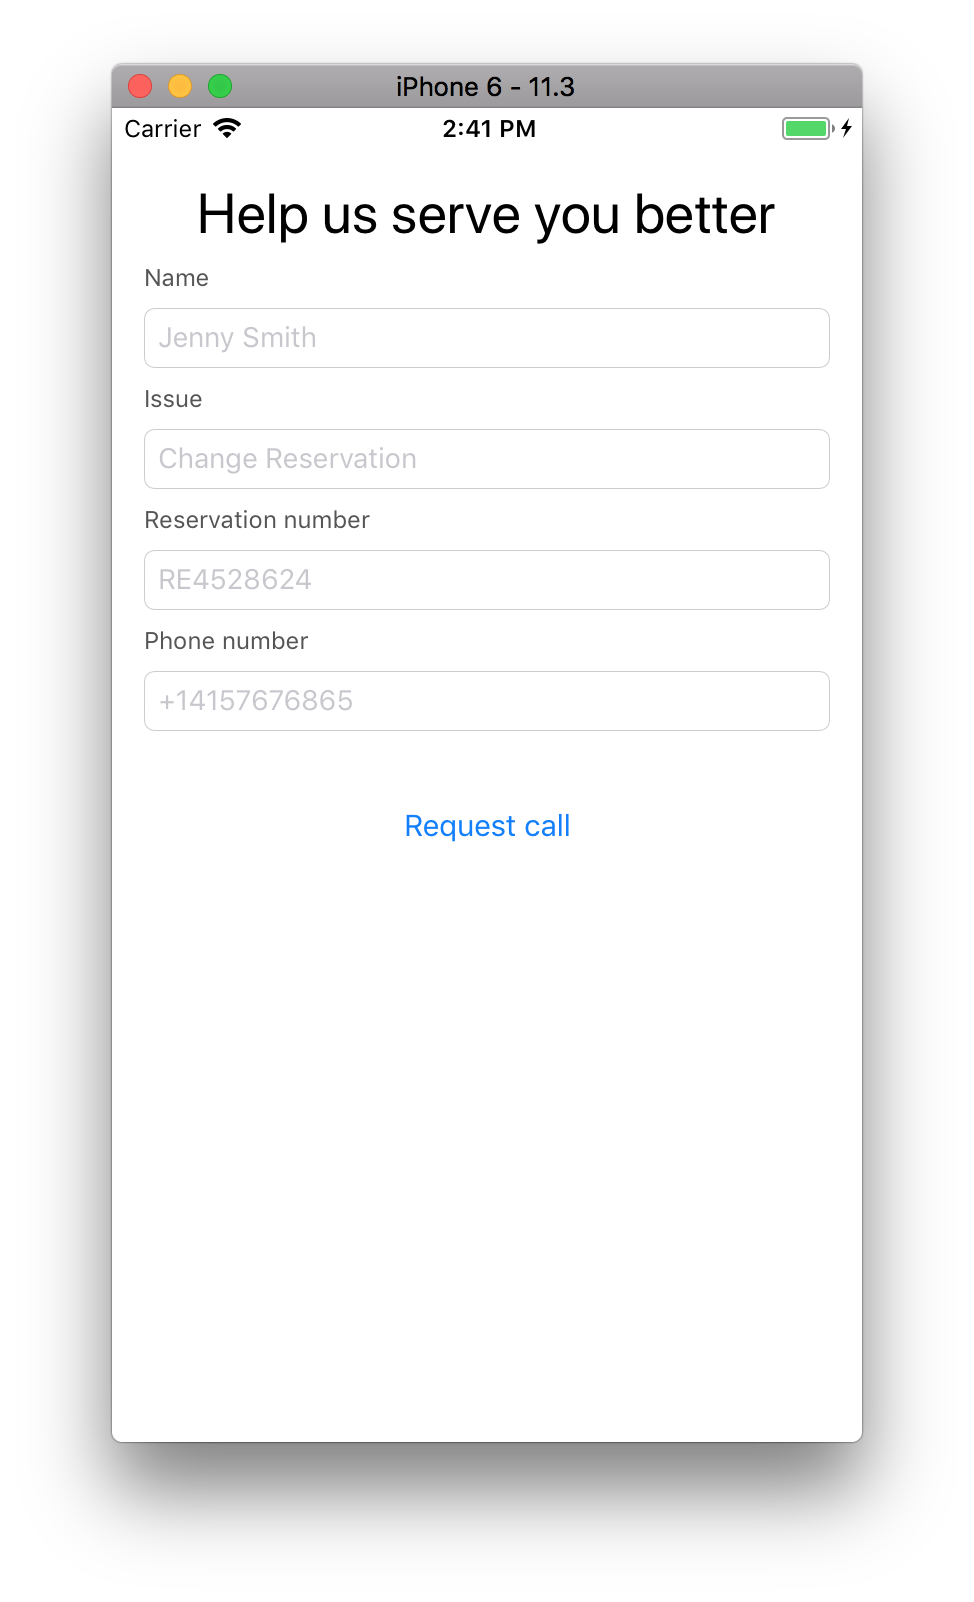 iPhone 6 - 11.3
Carrier 2:41 PM
Help us serve you better
Name
Jenny Smith
Issue
Change Reservation
Reservation number
RE4528624
Phone number
+14157676865
Request call